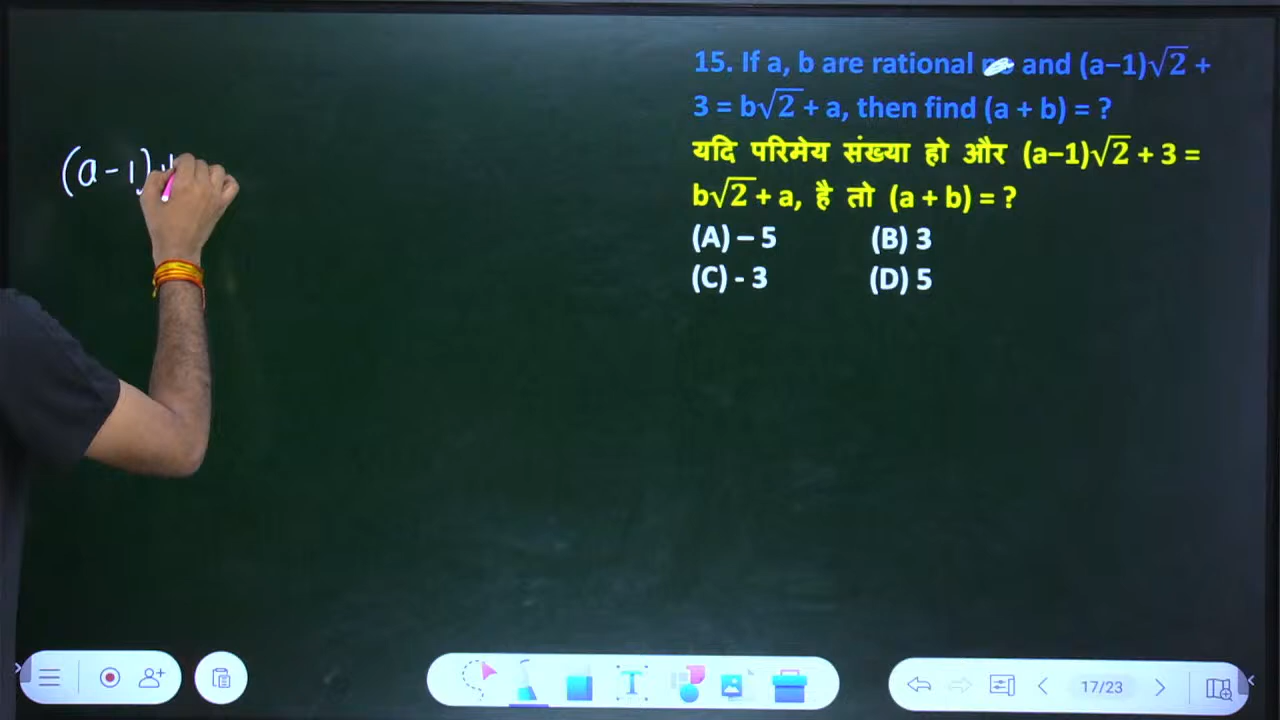 15. If a, b are rational and (a–1)√2 +
3 = b√2 + a, then find (a + b) = ?
यदि परिमेय संख्या हो और (a–1)√2 + 3 =
b√2 + a, है तो (a + b) = ?
(A) – 5 (B) 3
(C) - 3 (D) 5
(a-1)
17/23